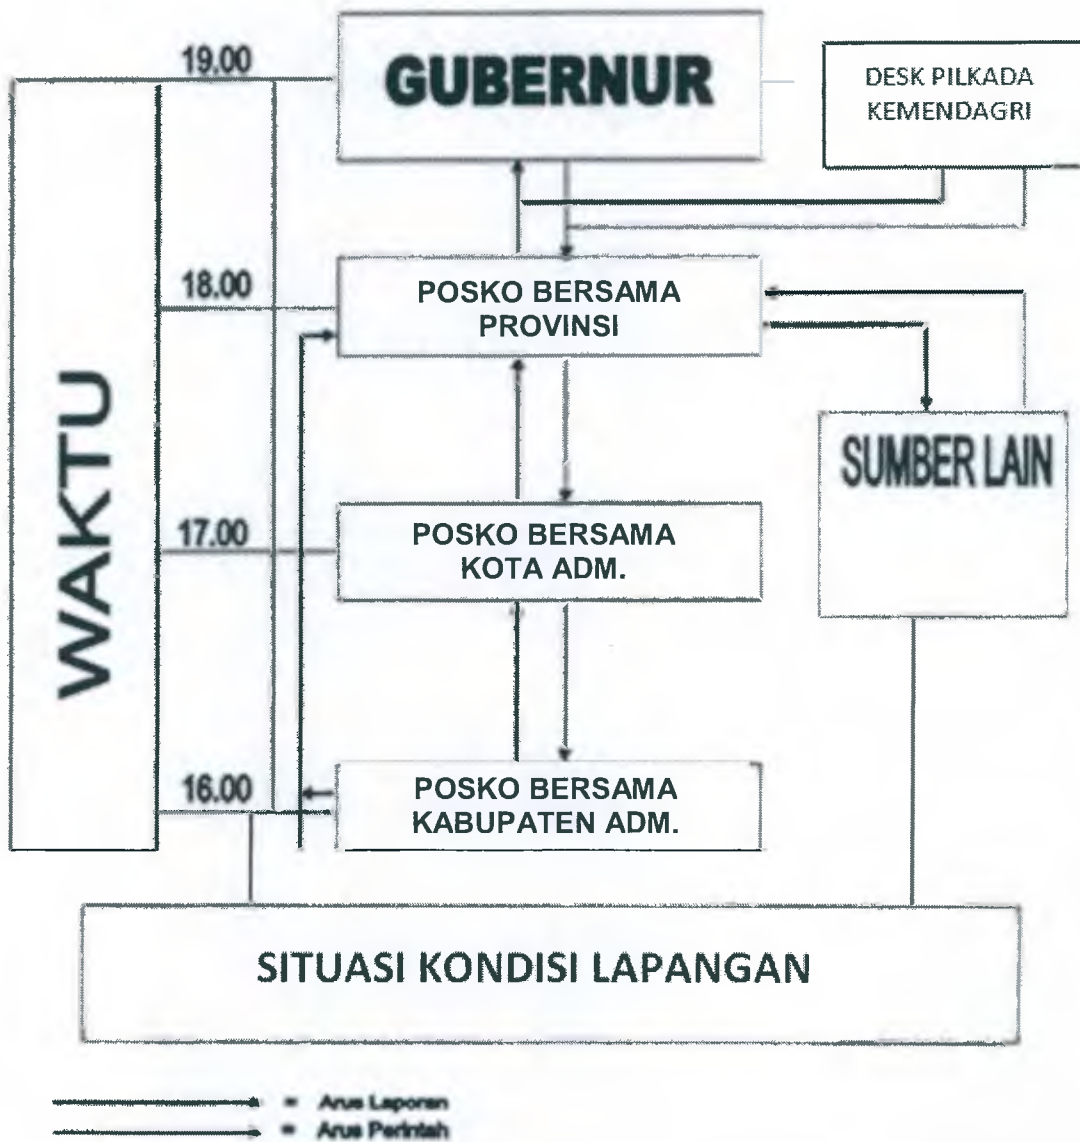 19.00
GUBERNUR
DESK PILKADA
KEMENDAGRI
18.00
POSKO BERSAMA
PROVINSI
WAKTU
SUMBER LAIN
17.00
POSKO BERSAMA
KOTA ADM.
16.00
POSKO BERSAMA
KABUPATEN ADM.
SITUASI KONDISI LAPANGAN
= Arus Laporan
= Arus Perintah